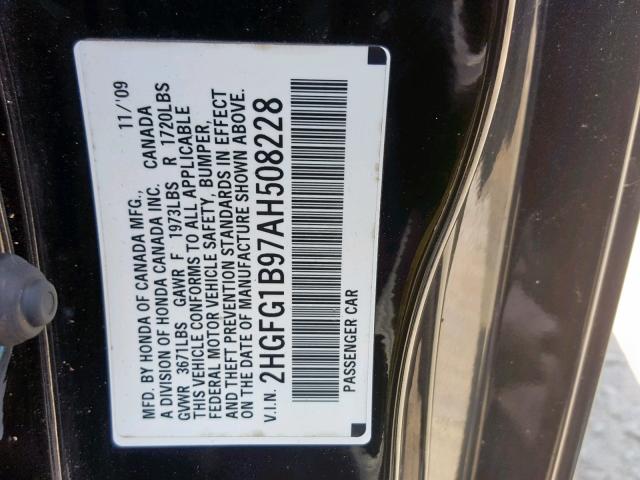 MFD. BY HONDA OF CANADA MFG., 11/'09
A DIVISION OF HONDA CANADA INC. CANADA
GVWR 3671LBS GAWR F 1973LBS R 1720LBS
THIS VEHICLE CONFORMS TO ALL APPLICABLE
FEDERAL MOTOR VEHICLE SAFETY, BUMPER,
AND THEFT PREVENTION STANDARDS IN EFFECT
ON THE DATE OF MANUFACTURE SHOWN ABOVE.
V.I.N. 2HGFG1B97AH508228
PASSENGER CAR